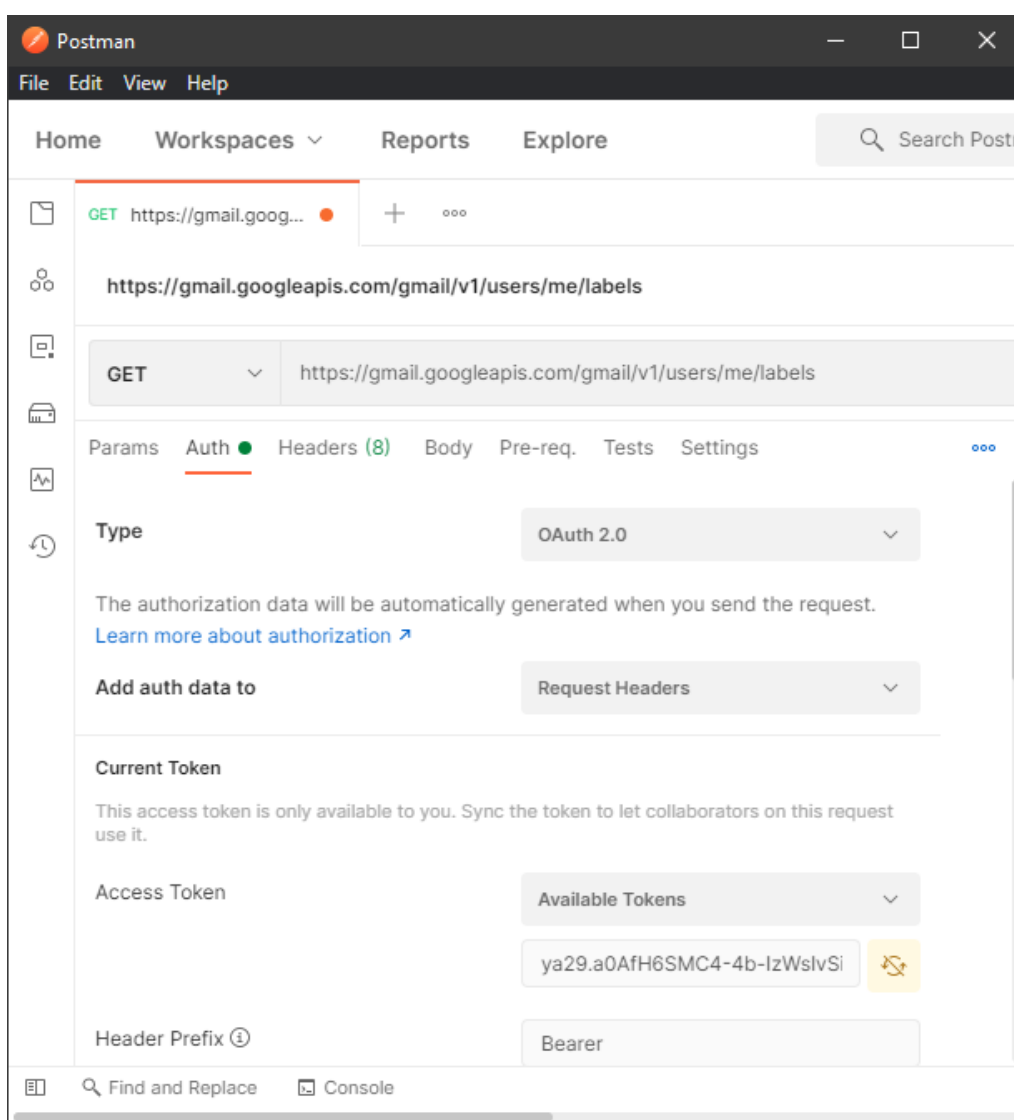 Postman
File Edit View Help
Home Workspaces Reports Explore Search Post
GET https://gmail.goog...
https://gmail.googleapis.com/gmail/v1/users/me/labels
GET https://gmail.googleapis.com/gmail/v1/users/me/labels
Params Auth Headers (8) Body Pre-req. Tests Settings
Type OAuth 2.0
The authorization data will be automatically generated when you send the request.
Learn more about authorization ↗
Add auth data to Request Headers
Current Token
This access token is only available to you. Sync the token to let collaborators on this request
use it.
Access Token Available Tokens
ya29.a0AfH6SMC4-4b-IzWsIvSi
Header Prefix Bearer
Find and Replace Console